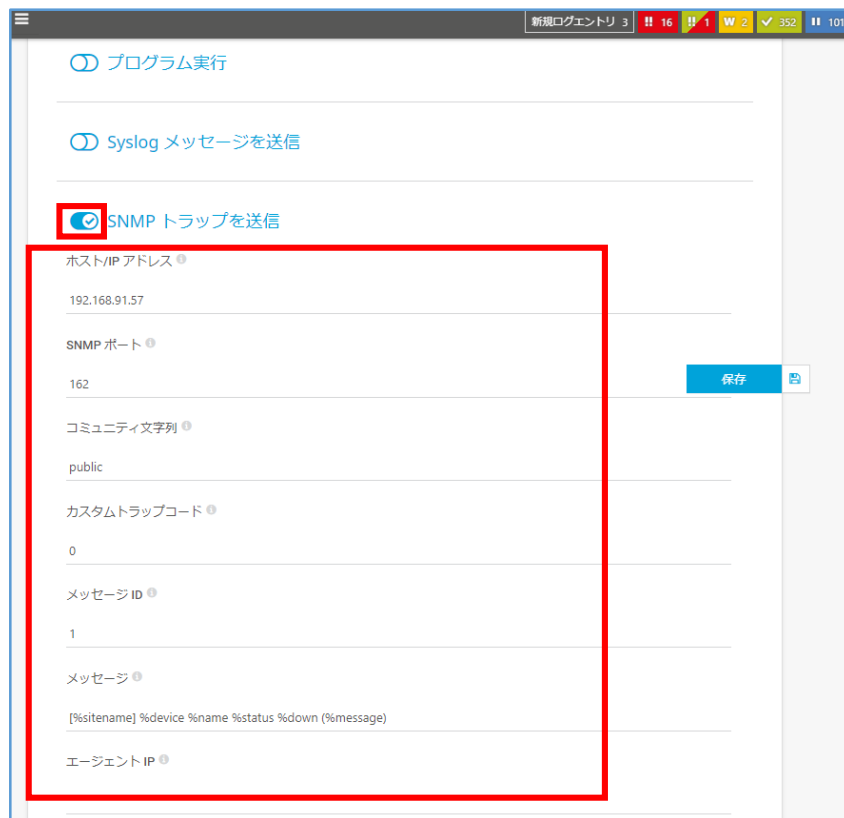 新規ログエントリ 3 !! 16 !! 1 W 2 352 101
プログラム実行
Syslog メッセージを送信
SNMP トラップを送信
ホスト/IP アドレス
192.168.91.57
SNMP ポート
162
保存
コミュニティ文字列
public
カスタムトラップコード
0
メッセージ ID
1
メッセージ
[%sitename] %device %name %status %down (%message)
エージェント IP